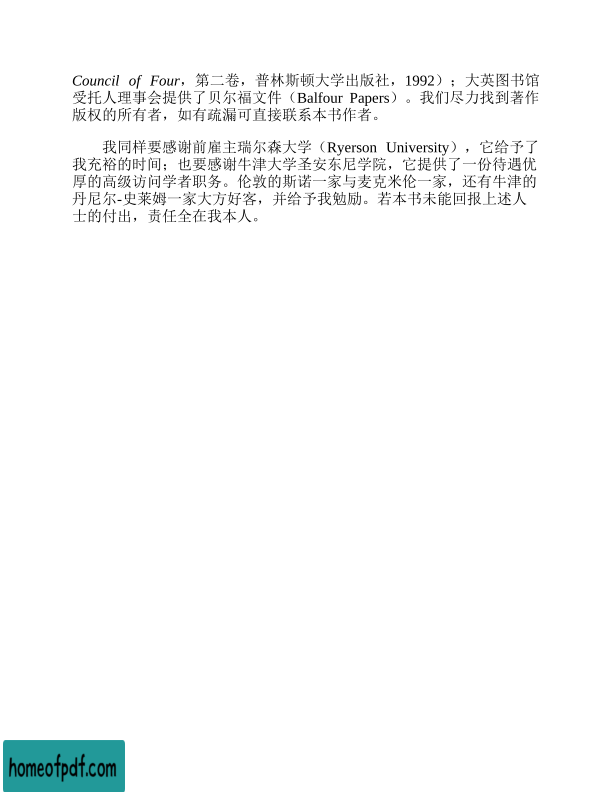 Council of Four，第二卷，普林斯顿大学出版社，1992）；大英图书馆
受托人理事会提供了贝尔福文件（Balfour Papers）。我们尽力找到著作
版权的所有者，如有疏漏可直接联系本书作者。
我同样要感谢前雇主瑞尔森大学（Ryerson University），它给予了
我充裕的时间；也要感谢牛津大学圣安东尼学院，它提供了一份待遇优
厚的高级访问学者职务。伦敦的斯诺一家与麦克米伦一家，还有牛津的
丹尼尔-史莱姆一家大方好客，并给予我勉励。若本书未能回报上述人
士的付出，责任全在我本人。
homeofpdf.com